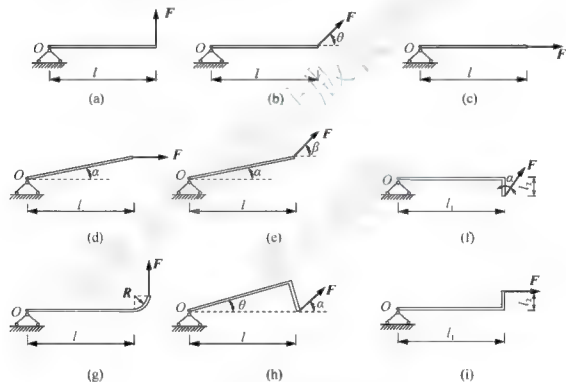 F
O
l
(a)
F
θ
O
l
(b)
O
F
l
(c)
F
O
α
l
(d)
F
β
O
α
l
(e)
F
O
α
l₂
l₁
(f)
F
R
O
l
(g)
F
O
θ
α
l
(h)
F
O
l₂
l₁
(i)